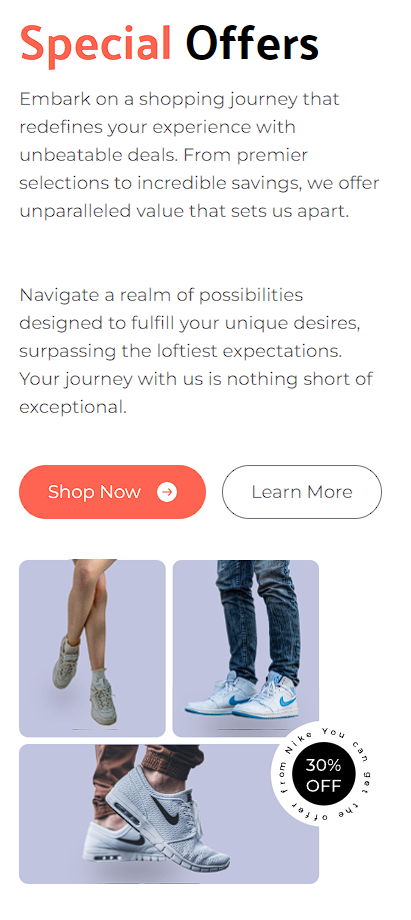 Special Offers
Embark on a shopping journey that
redefines your experience with
unbeatable deals. From premier
selections to incredible savings, we offer
unparalleled value that sets us apart.
Navigate a realm of possibilities
designed to fulfill your unique desires,
surpassing the loftiest expectations.
Your journey with us is nothing short of
exceptional.
Shop Now
Learn More
You can get the offer from Nike
30%
OFF